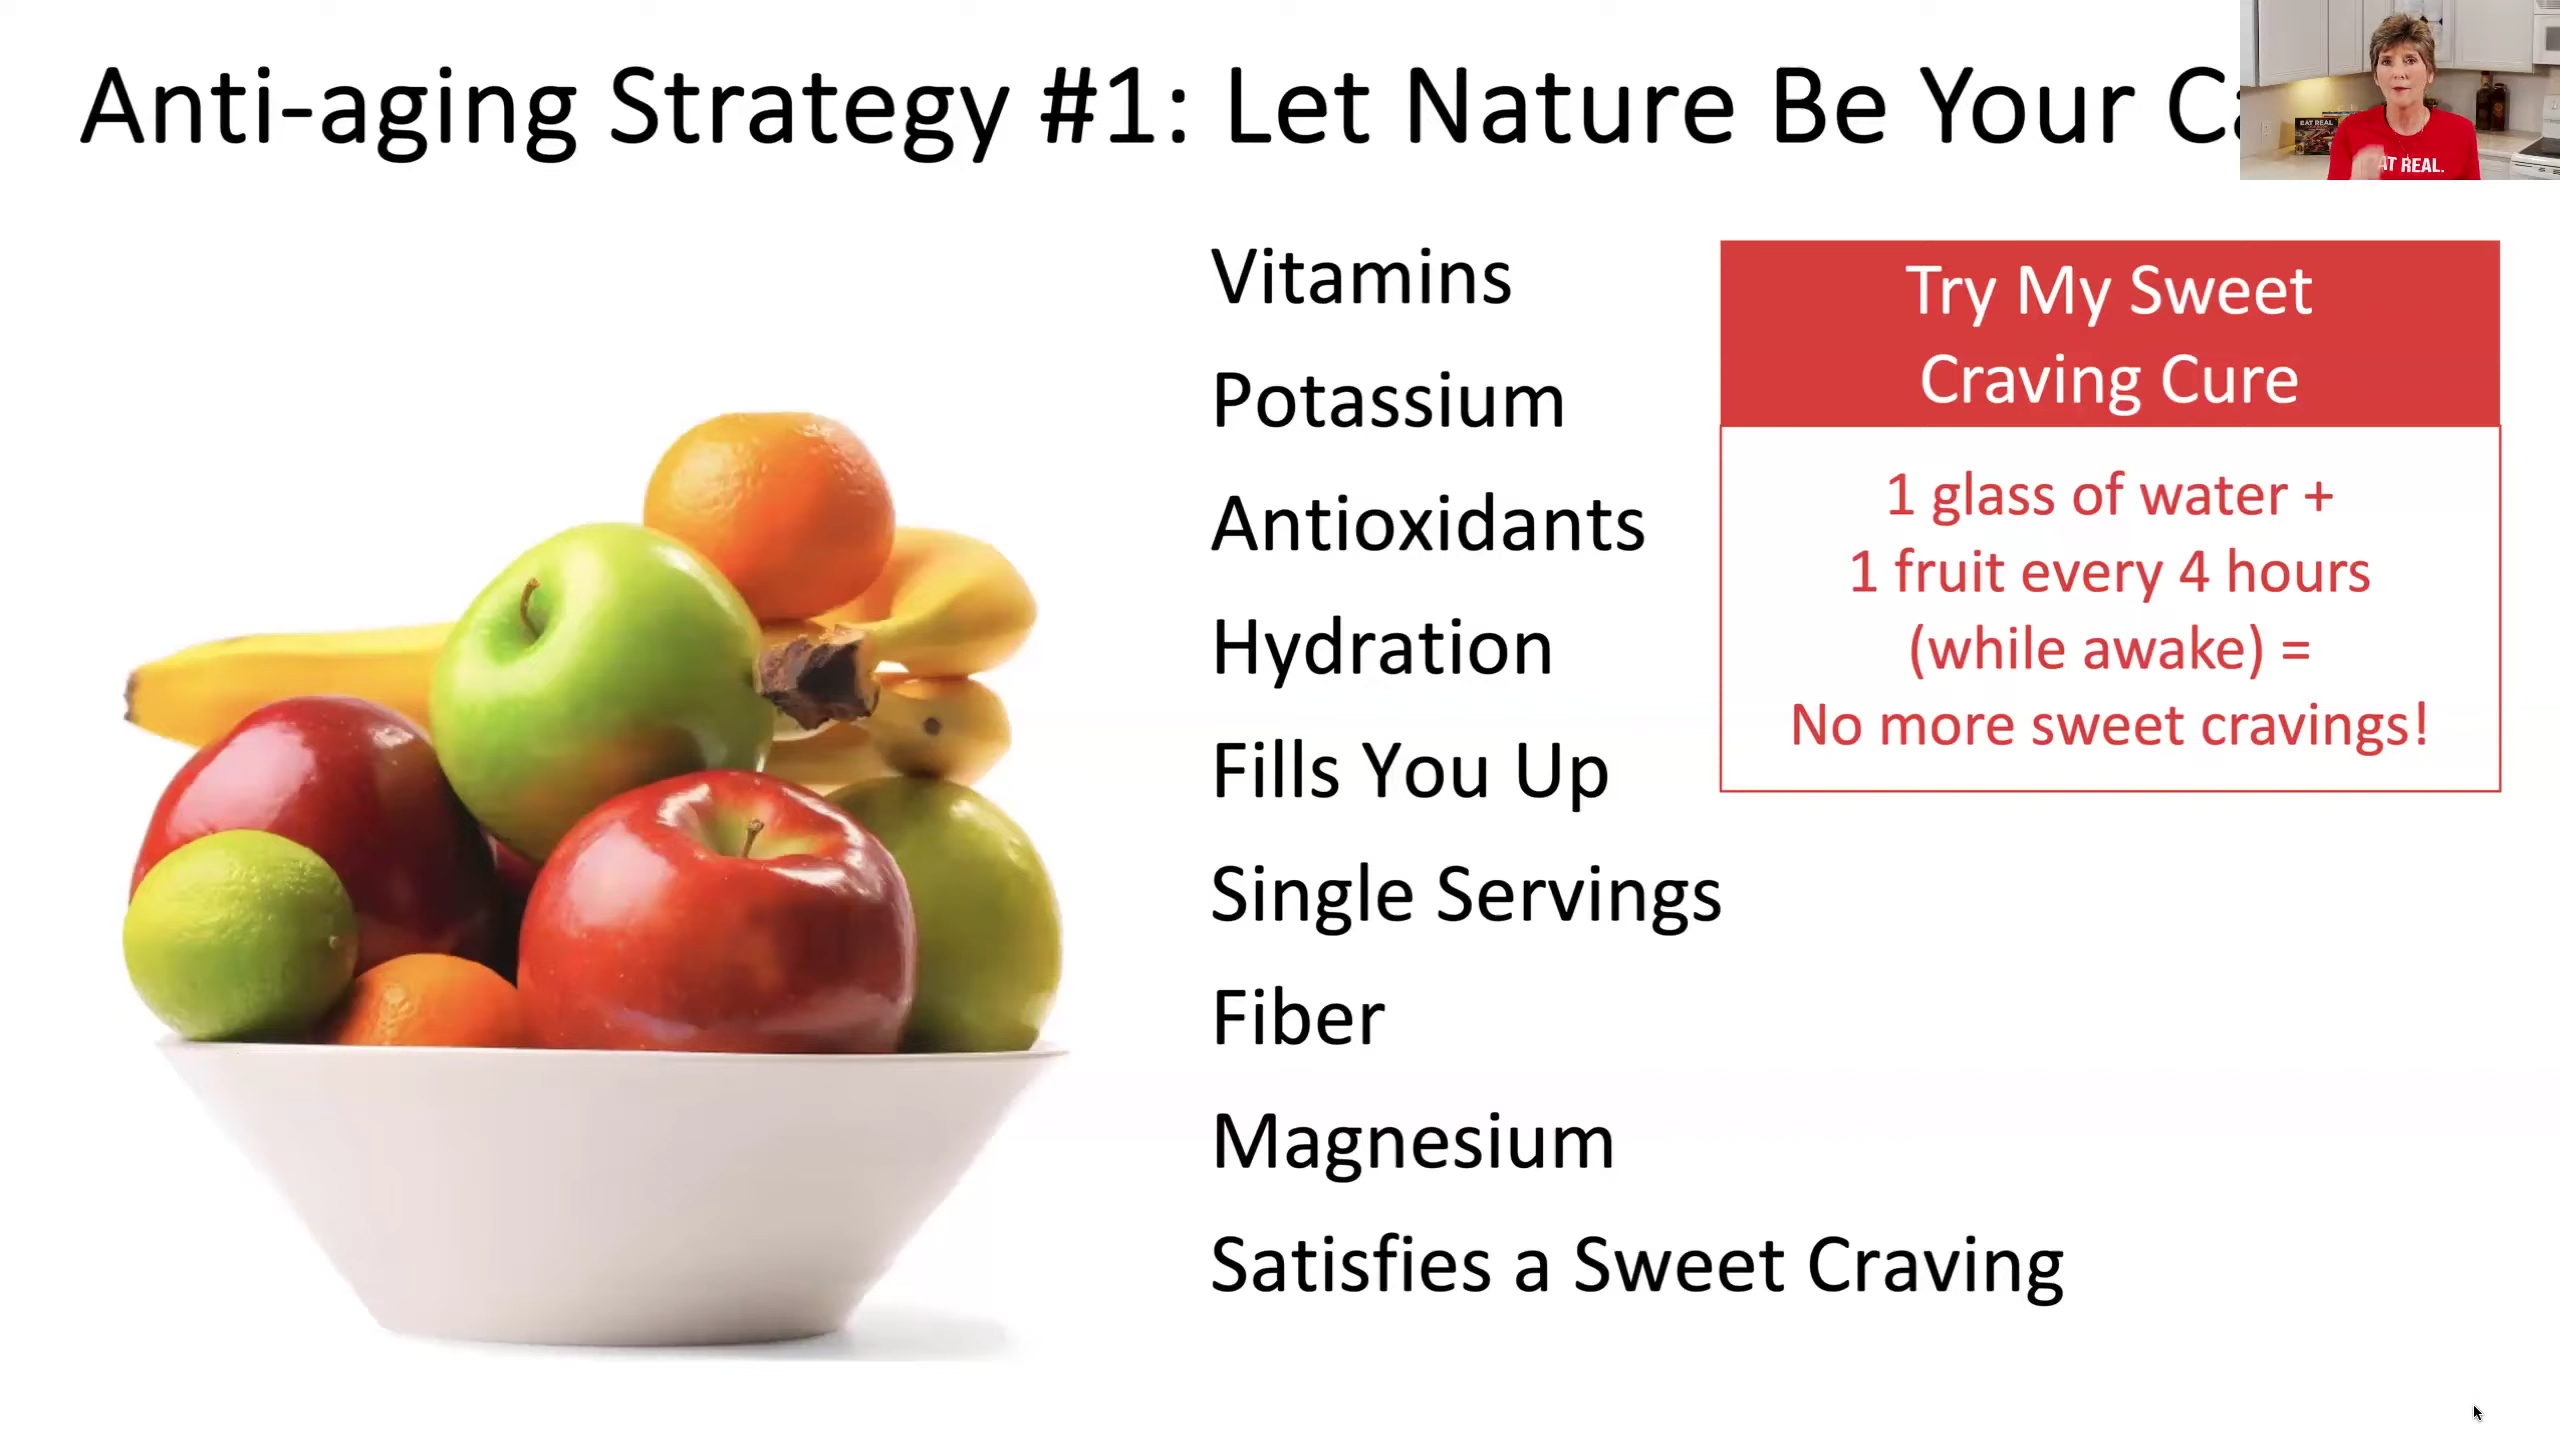 Anti-aging Strategy #1: Let Nature Be Your
EAT REAL
AT REAL.
Vitamins
Potassium
Antioxidants
Hydration
Fills You Up
Single Servings
Fiber
Magnesium
Satisfies a Sweet Craving
Try My Sweet
Craving Cure
1 glass of water +
1 fruit every 4 hours
(while awake) =
No more sweet cravings!